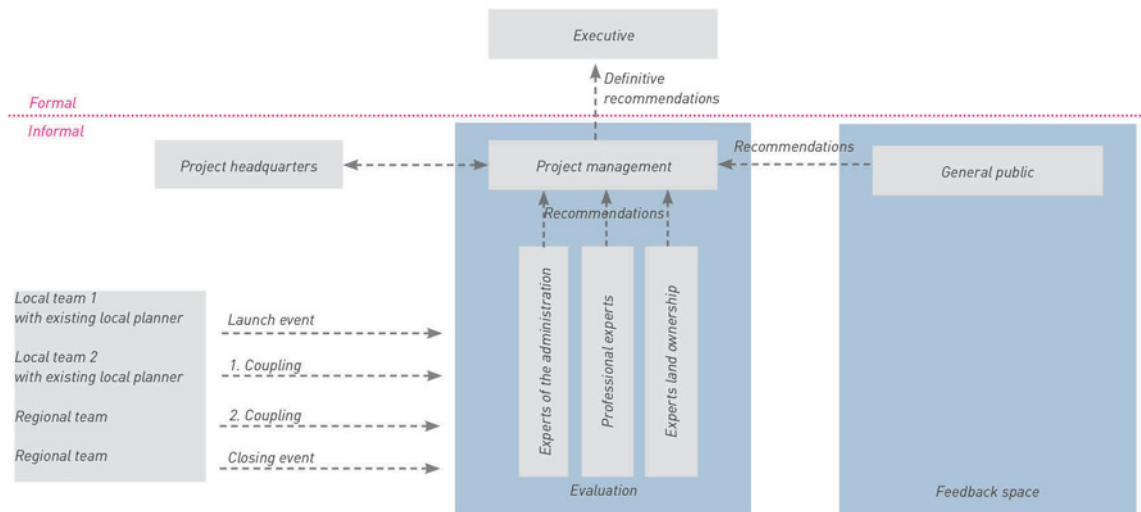 Executive
Definitive
recommendations
Formal
Informal
Project headquarters
Project management
Recommendations
General public
Recommendations
Experts of the administration
Professional experts
Experts land ownership
Local team 1
with existing local planner
Launch event
Local team 2
with existing local planner
1. Coupling
Regional team
2. Coupling
Regional team
Closing event
Evaluation
Feedback space